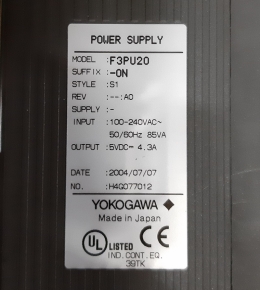 POWER SUPPLY
MODEL : F3PU20
SUFFIX : -0N
STYLE : S1
REV : --:A0
SUPPLY : -
INPUT : 100-240VAC~
50/60Hz 85VA
OUTPUT : 5VDC⎓ 4.3A
DATE : 2004/07/07
NO. : H4G077012
YOKOGAWA
Made in Japan
UL LISTED CE
IND. CONT. EQ.
39TK